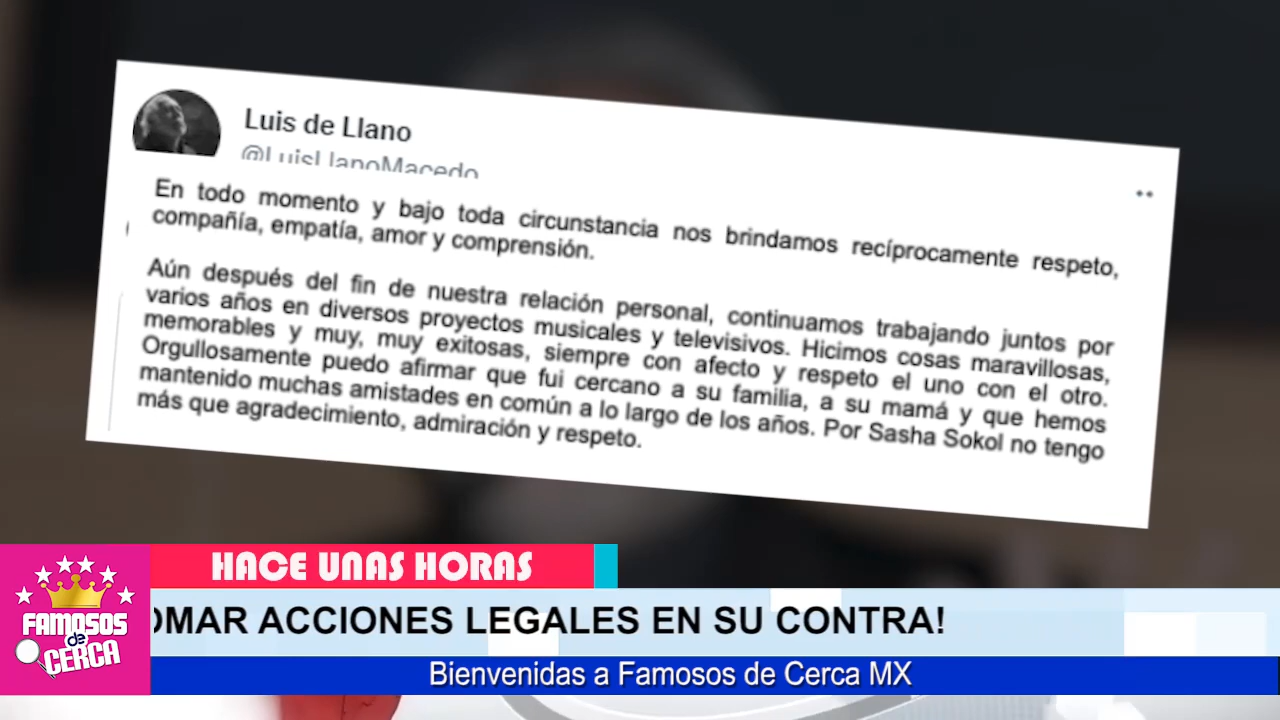 Luis de Llano
@LuisLlanoMacedo
En todo momento y bajo toda circunstancia nos brindamos recíprocamente respeto,
compañía, empatía, amor y comprensión.
Aún después del fin de nuestra relación personal, continuamos trabajando juntos por
varios años en diversos proyectos musicales y televisivos. Hicimos cosas maravillosas,
memorables y muy, muy exitosas, siempre con afecto y respeto el uno con el otro.
Orgullosamente puedo afirmar que fui cercano a su familia, a su mamá y que hemos
mantenido muchas amistades en común a lo largo de los años. Por Sasha Sokol no tengo
más que agradecimiento, admiración y respeto.
HACE UNAS HORAS
OMAR ACCIONES LEGALES EN SU CONTRA!
FAMOSOS
de
CERCA
Bienvenidas a Famosos de Cerca MX